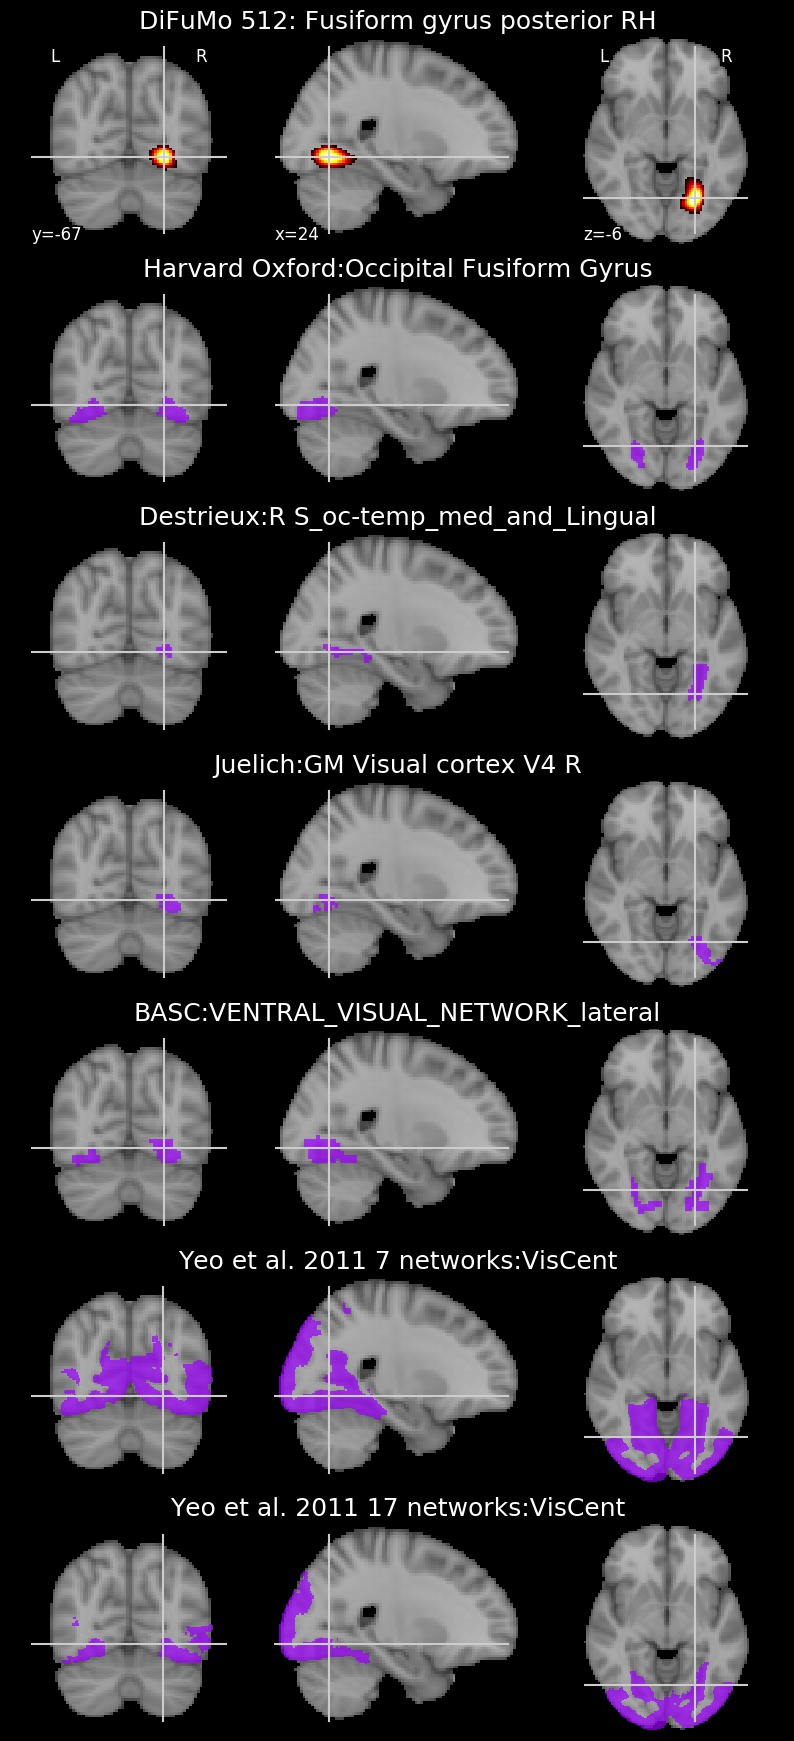 DiFuMo 512: Fusiform gyrus posterior RH
L R L R
y=-67 x=24 z=-6
Harvard Oxford:Occipital Fusiform Gyrus
Destrieux:R S_oc-temp_med_and_Lingual
Juelich:GM Visual cortex V4 R
BASC:VENTRAL_VISUAL_NETWORK_lateral
Yeo et al. 2011 7 networks:VisCent
Yeo et al. 2011 17 networks:VisCent